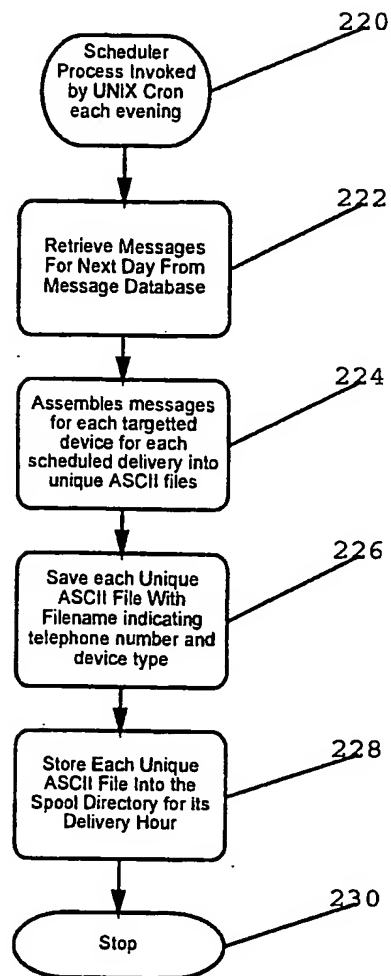 220
Scheduler
Process Invoked
by UNIX Cron
each evening
222
Retrieve Messages
For Next Day From
Message Database
224
Assembles messages
for each targetted
device for each
scheduled delivery into
unique ASCII files
226
Save each Unique
ASCII File With
Filename indicating
telephone number and
device type
228
Store Each Unique
ASCII File Into the
Spool Directory for its
Delivery Hour
230
Stop